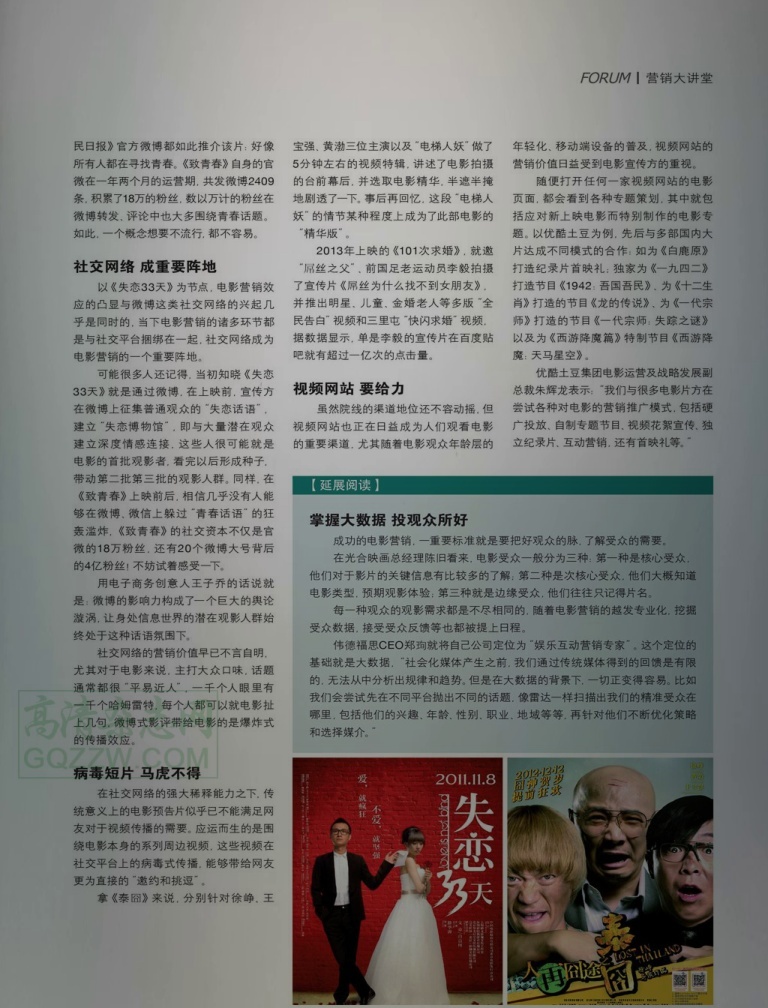 FORUM | 营销大讲堂
民日报》官方微博都如此推介该片：好像
所有人都在寻找青春。《致青春》自身的官
微在一年两个月的运营期，共发微博2409
条，积累了18万的粉丝，数以万计的粉丝在
微博转发，评论中也大多围绕青春话题。
如此，一个概念想要不流行，都不容易。
社交网络 成重要阵地
以《失恋33天》为节点，电影营销效
应的凸显与微博这类社交网络的兴起几
乎是同时的，当下电影营销的诸多环节都
是与社交平台捆绑在一起，社交网络成为
电影营销的一个重要阵地。
可能很多人还记得，当初知晓《失恋
33天》就是通过微博，在上映前，宣传方
在微博上征集普通观众的“失恋话语”，
建立“失恋博物馆”，即与大量潜在观众
建立深度情感连接，这些人很可能就是
电影的首批观影者，看完以后形成种子，
带动第二批第三批的观影人群。同样，在
《致青春》上映前后，相信几乎没有人能
够在微博、微信上躲过“青春话语”的狂
轰滥炸，《致青春》的社交资本不仅是官
微的18万粉丝，还有20个微博大号背后
的4亿粉丝！不妨试着感受一下。
用电子商务创意人王子乔的话说就
是：微博的影响力构成了一个巨大的舆论
漩涡，让身处信息世界的潜在观影人群始
终处于这种话语氛围下。
社交网络的营销价值早已不言自明，
尤其对于电影来说，主打大众口味，话题
通常都很“平易近人”，一千个人眼里有
一千个哈姆雷特，每个人都可以就电影扯
上几句，微博式影评带给电影的是爆炸式
的传播效应。
病毒短片 马虎不得
在社交网络的强大稀释能力之下，传
统意义上的电影预告片似乎已不能满足网
友对于视频传播的需要。应运而生的是围
绕电影本身的系列周边视频，这些视频在
社交平台上的病毒式传播，能够带给网友
更为直接的“邀约和挑逗”。
拿《泰囧》来说，分别针对徐峥、王
宝强、黄渤三位主演以及“电梯人妖”做了
5分钟左右的视频特辑，讲述了电影拍摄
的台前幕后，并选取电影精华，半遮半掩
地剧透了一下。事后再回忆，这段“电梯人
妖”的情节某种程度上成为了此部电影的
“精华版”。
2013年上映的《101次求婚》，就邀
“屌丝之父”、前国足老运动员李毅拍摄
了宣传片《屌丝为什么找不到女朋友》，
并推出明星、儿童、金婚老人等多版“全
民告白”视频和三里屯“快闪求婚”视频，
据数据显示，单是李毅的宣传片在百度贴
吧就有超过一亿次的点击量。
视频网站 要给力
虽然院线的渠道地位还不容动摇，但
视频网站也正在日益成为人们观看电影
的重要渠道，尤其随着电影观众年龄层的
年轻化，移动端设备的普及，视频网站的
营销价值日益受到电影宣传方的重视。
随便打开任何一家视频网站的电影
页面，都会看到各种专题策划，其中就包
括应对新上映电影而特别制作的电影专
题。以优酷土豆为例，先后与多部国内大
片达成不同模式的合作：如为《白鹿原》
打造纪录片首映礼；独家为《一九四二》
打造节目《1942：吾国吾民》、为《十二生
肖》打造的节目《龙的传说》、为《一代宗
师》打造的节目《一代宗师：失踪之谜》
以及为《西游降魔篇》特制节目《西游降
魔：天马星空》。
优酷土豆集团电影运营及战略发展副
总裁朱辉龙表示：“我们与很多电影片方在
尝试各种对电影的营销推广模式，包括硬
广投放，自制专题节目，视频花絮宣传，独
立纪录片，互动营销，还有首映礼等。”
【延展阅读】
掌握大数据 投观众所好
成功的电影营销，一重要标准就是要把好观众的脉，了解受众的需要。
在光合映画总经理陈旧看来，电影受众一般分为三种：第一种是核心受众，
他们对于影片的关键信息有比较多的了解；第二种是次核心受众，他们大概知道
电影类型，预期观影体验；第三种就是边缘受众，他们往往只记得片名。
每一种观众的观影需求都是不尽相同的，随着电影营销的越发专业化，挖掘
受众数据，接受受众反馈等也都被提上日程。
伟德福思CEO郑珣就将自己公司定位为“娱乐互动营销专家”。这个定位的
基础就是大数据，“社会化媒体产生之前，我们通过传统媒体得到的回馈是有限
的，无法从中分析出规律和趋势。但是在大数据的背景下，一切正变得容易。比如
我们会尝试先在不同平台抛出不同的话题，像雷达一样扫描出我们的精准受众在
哪里，包括他们的兴趣、年龄、性别、职业、地域等等，再针对他们不断优化策略
和选择媒介。”
2011.11.8
爱，就疯狂
不爱，就坚强
love is not blind
失恋33天
2012.12.12
囧神贺岁
提前狂欢
泰囧
LOST IN THAILAND
人再囧途
GQZZW.COM